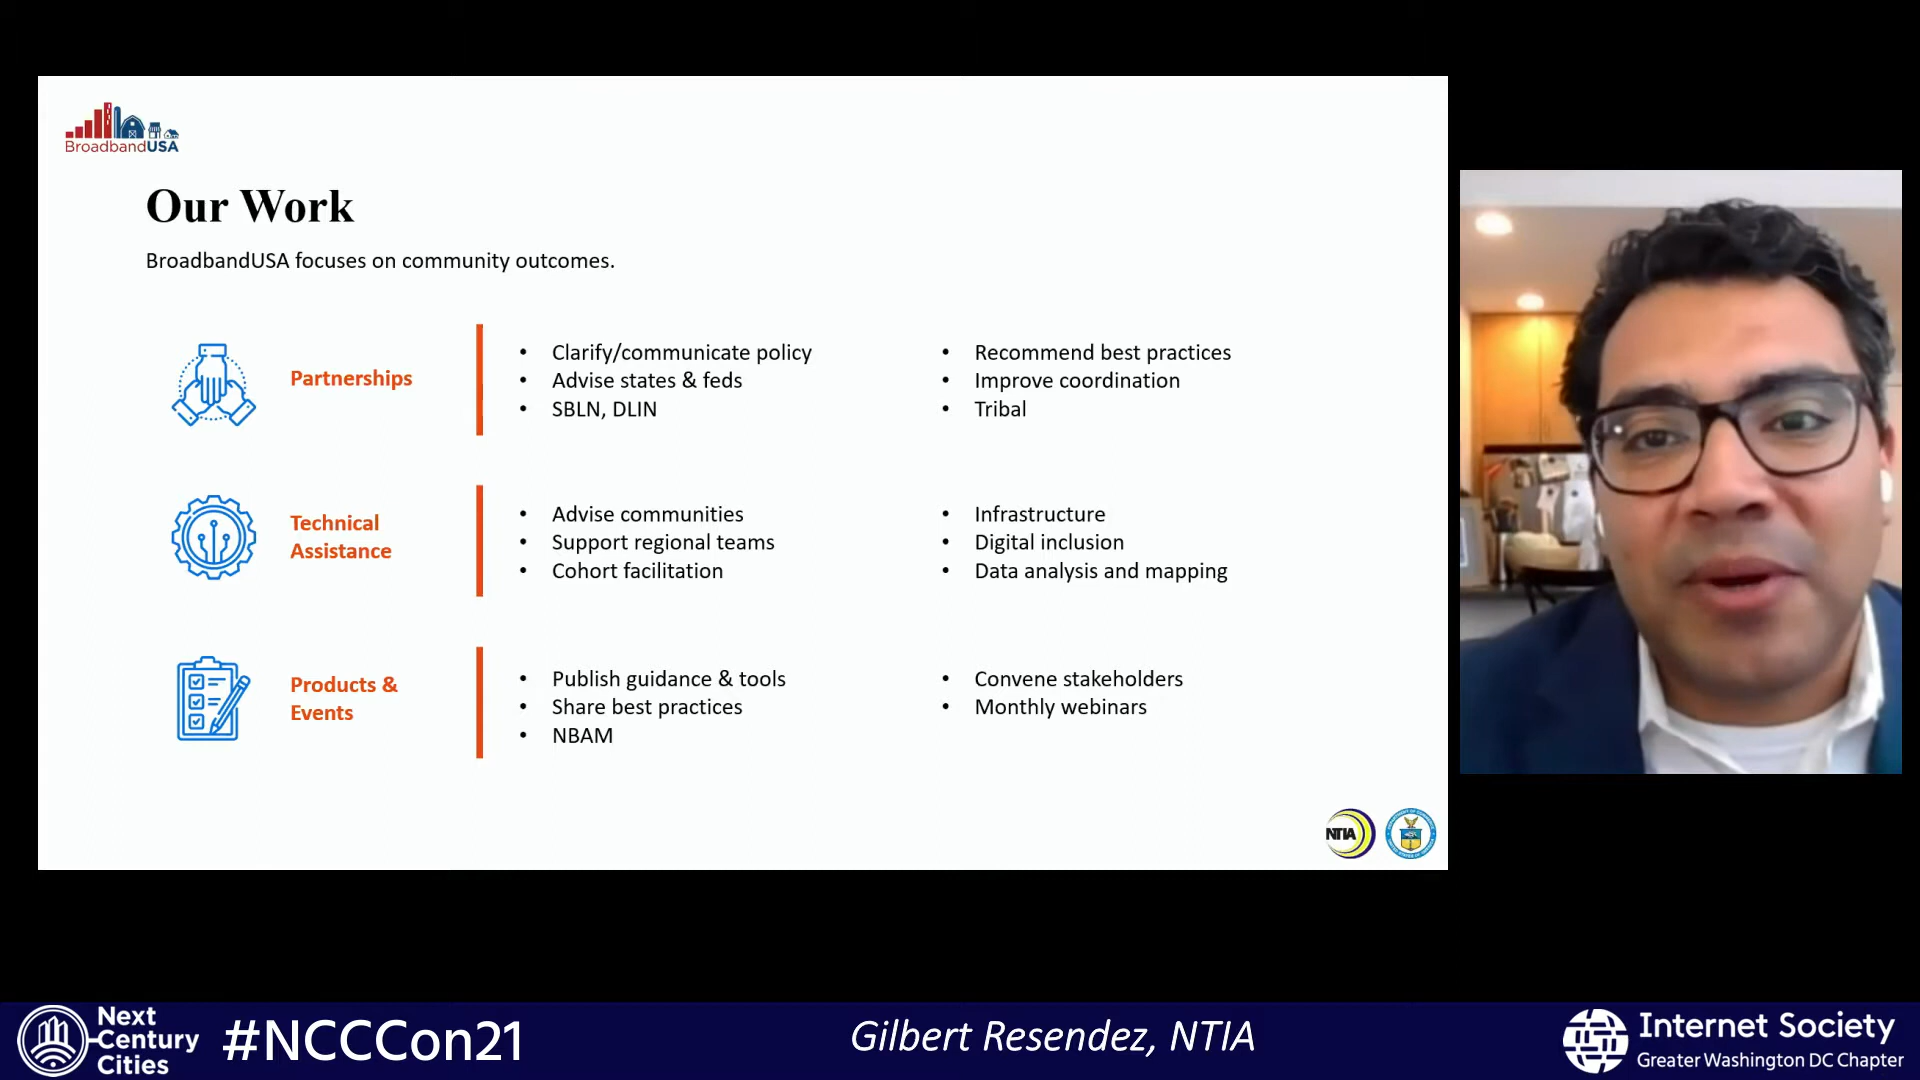 BroadbandUSA
Our Work
BroadbandUSA focuses on community outcomes.
Partnerships
• Clarify/communicate policy
• Advise states & feds
• SBLN, DLIN
• Recommend best practices
• Improve coordination
• Tribal
Technical
Assistance
• Advise communities
• Support regional teams
• Cohort facilitation
• Infrastructure
• Digital inclusion
• Data analysis and mapping
Products &
Events
• Publish guidance & tools
• Share best practices
• NBAM
• Convene stakeholders
• Monthly webinars
NTIA
Next
Century
Cities
#NCCCon21
Gilbert Resendez, NTIA
Internet Society
Greater Washington DC Chapter